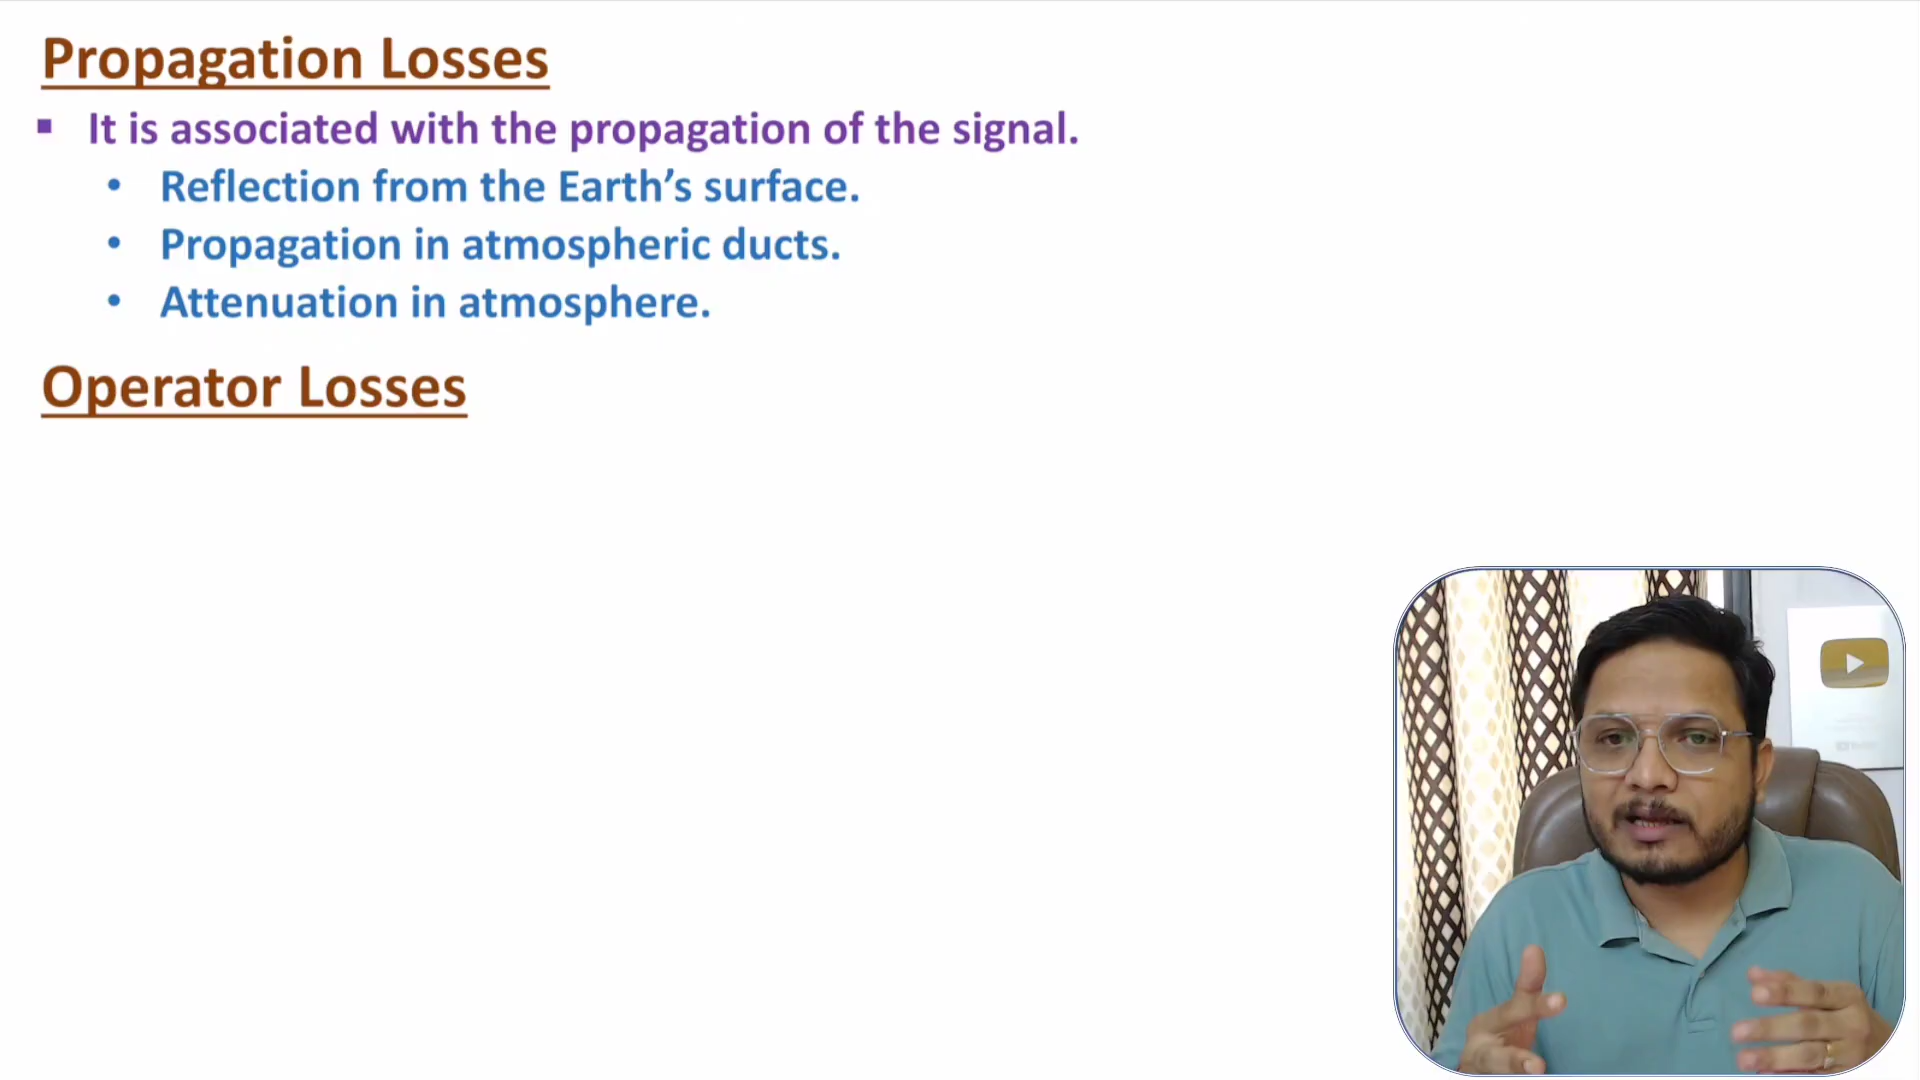 Propagation Losses
▪ It is associated with the propagation of the signal.
• Reflection from the Earth’s surface.
• Propagation in atmospheric ducts.
• Attenuation in atmosphere.
Operator Losses